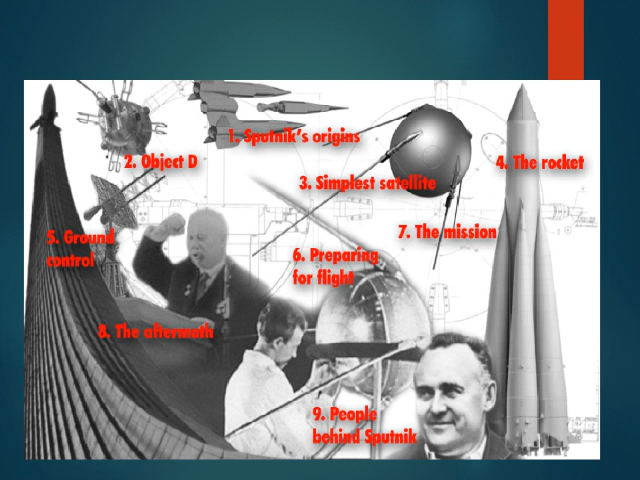 1. Sputnik's origins
2. Object D
3. Simplest satellite
4. The rocket
5. Ground
control
6. Preparing
for flight
7. The mission
8. The aftermath
9. People
behind Sputnik